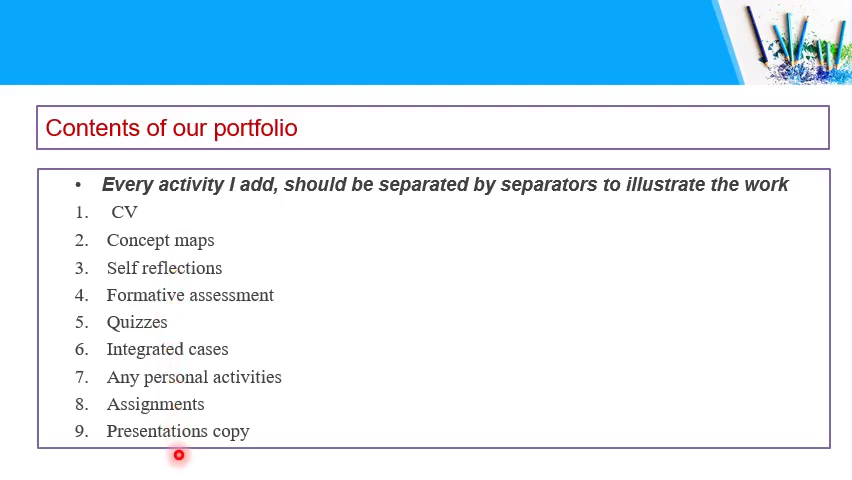 Contents of our portfolio
• Every activity I add, should be separated by separators to illustrate the work
1. CV
2. Concept maps
3. Self reflections
4. Formative assessment
5. Quizzes
6. Integrated cases
7. Any personal activities
8. Assignments
9. Presentations copy